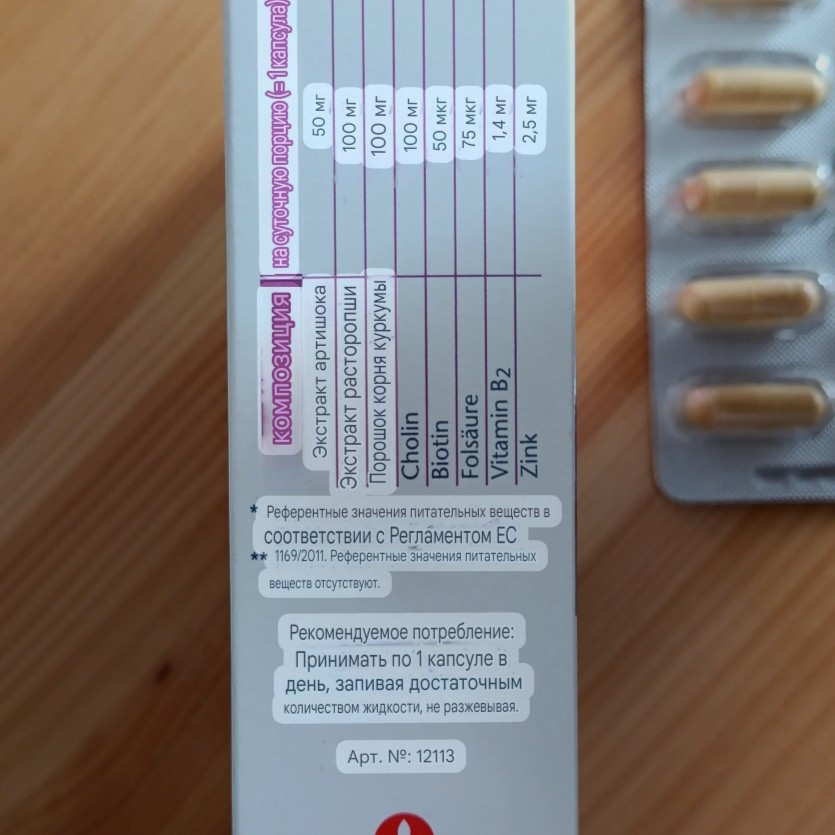 КОМПОЗИЦИЯ на суточную порцию (=1 капсула)
Экстракт артишока 50 мг
Экстракт расторопши 100 мг
Порошок корня куркумы 100 мг
Cholin 100 мг
Biotin 50 мкг
Folsäure 75 мкг
Vitamin B2 1,4 мг
Zink 2,5 мг
* Референтные значения питательных веществ в
соответствии с Регламентом ЕС
** 1169/2011. Референтные значения питательных
веществ отсутствуют.
Рекомендуемое потребление:
Принимать по 1 капсуле в
день, запивая достаточным
количеством жидкости, не разжевывая.
Арт. №: 12113